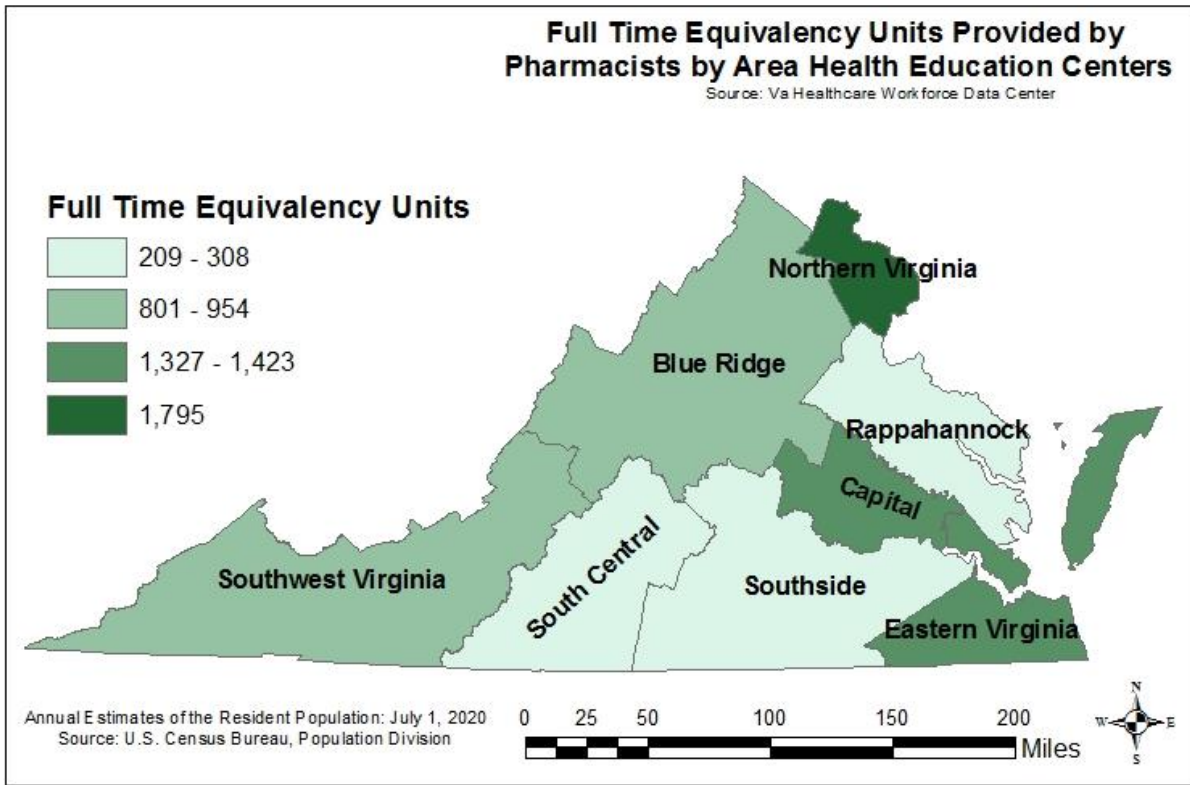 Full Time Equivalency Units Provided by
Pharmacists by Area Health Education Centers
Source: Va Healthcare Workforce Data Center
Full Time Equivalency Units
209 - 308
801 - 954
1,327 - 1,423
1,795
Northern Virginia
Blue Ridge
Rappahannock
Capital
South Central
Southwest Virginia
Southside
Eastern Virginia
Annual Estimates of the Resident Population: July 1, 2020
Source: U.S. Census Bureau, Population Division
0 25 50 100 150 200
Miles
N
W E
S